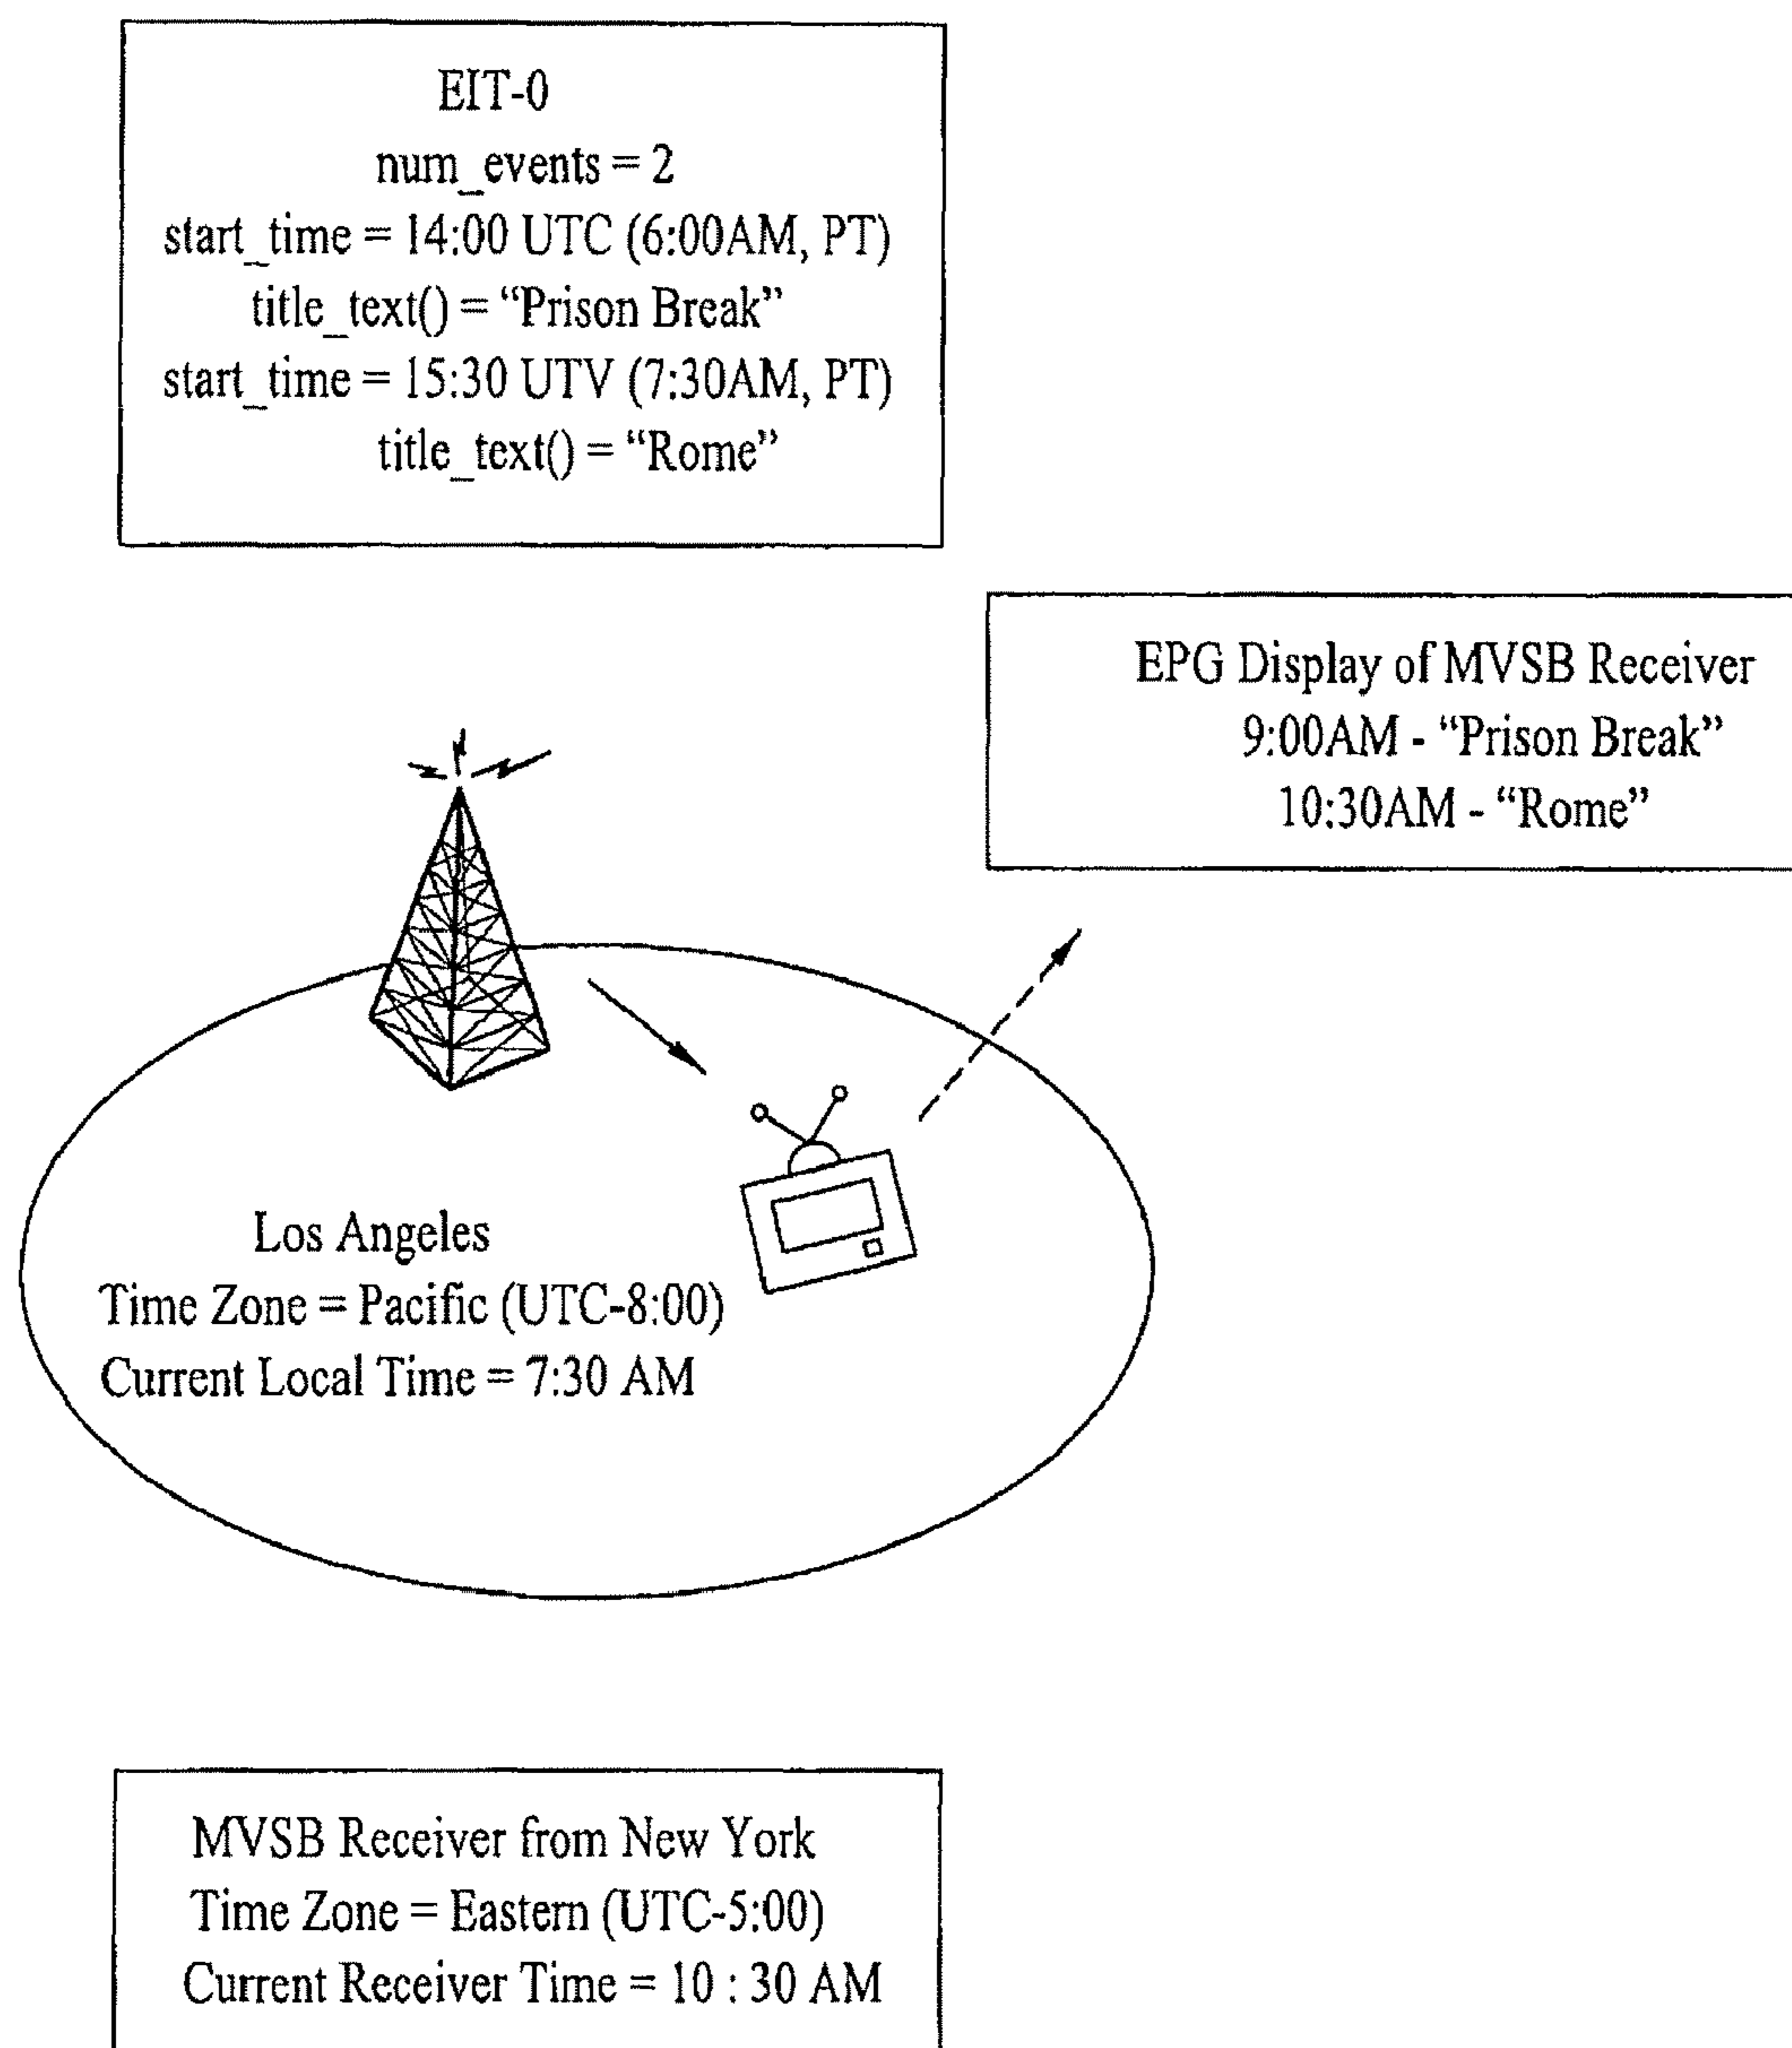 EIT-0
num_events = 2
start_time = 14:00 UTC (6:00AM, PT)
title_text() = “Prison Break”
start_time = 15:30 UTV (7:30AM, PT)
title_text() = “Rome”
EPG Display of MVSB Receiver
9:00AM - “Prison Break”
10:30AM - “Rome”
Los Angeles
Time Zone = Pacific (UTC-8:00)
Current Local Time = 7:30 AM
MVSB Receiver from New York
Time Zone = Eastern (UTC-5:00)
Current Receiver Time = 10 : 30 AM